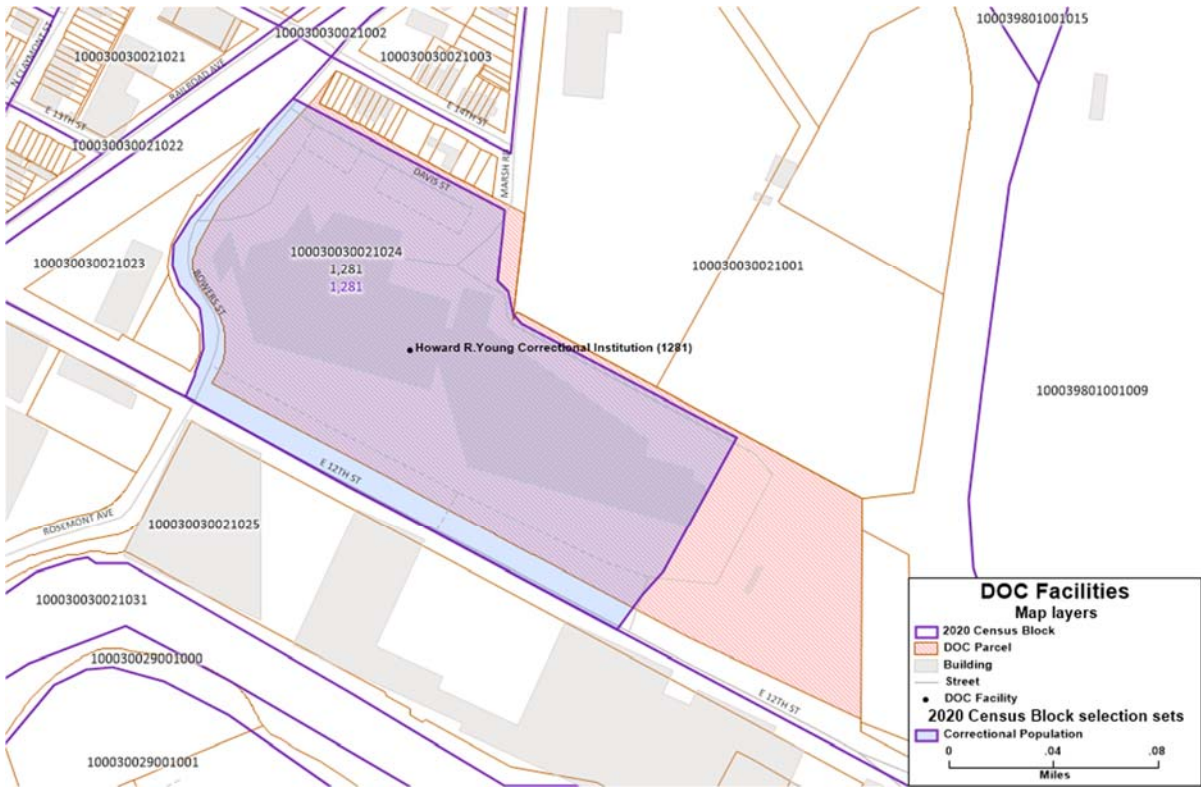 100039801001015
100030030021002
100030030021021
100030030021003
N CLAYMONT ST
RAILROAD AVE
E 13TH ST
E 14TH ST
100030030021022
DAVIS ST
MARSH RD
100030030021024
1,281
1,281
100030030021023
100030030021001
BOWERS ST
Howard R.Young Correctional Institution (1281)
100039801001009
E 12TH ST
ROSEMONT AVE
100030030021025
100030030021031
100030029001000
E 12TH ST
100030029001001
DOC Facilities
Map layers
2020 Census Block
DOC Parcel
Building
Street
DOC Facility
2020 Census Block selection sets
Correctional Population
0 .04 .08
Miles